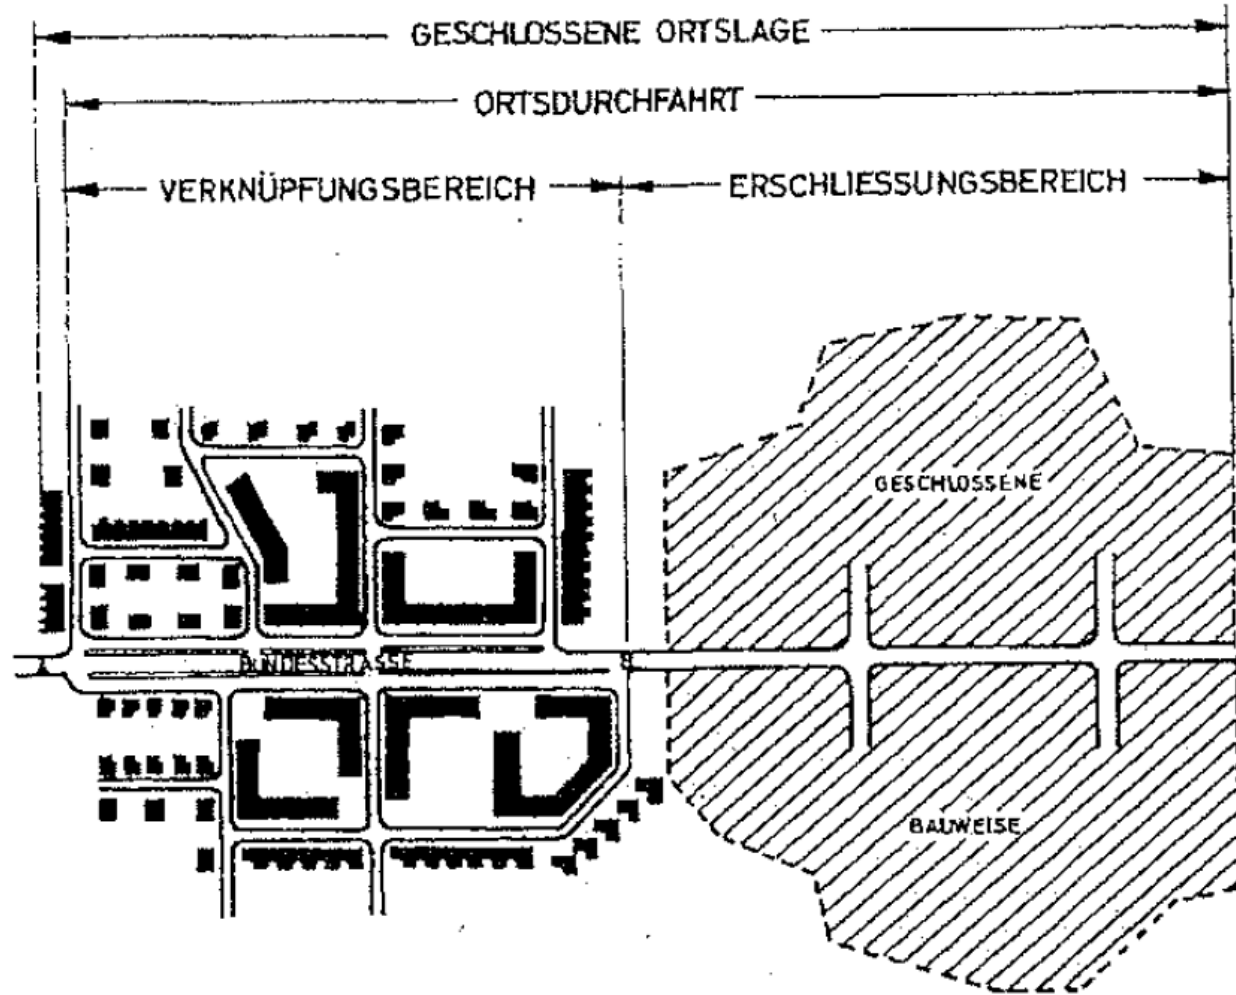 GESCHLOSSENE ORTSLAGE
ORTSDURCHFAHRT
VERKNÜPFUNGSBEREICH
ERSCHLIESSUNGSBEREICH
GESCHLOSSENE
BUNDESSTRASSE
BAUWEISE